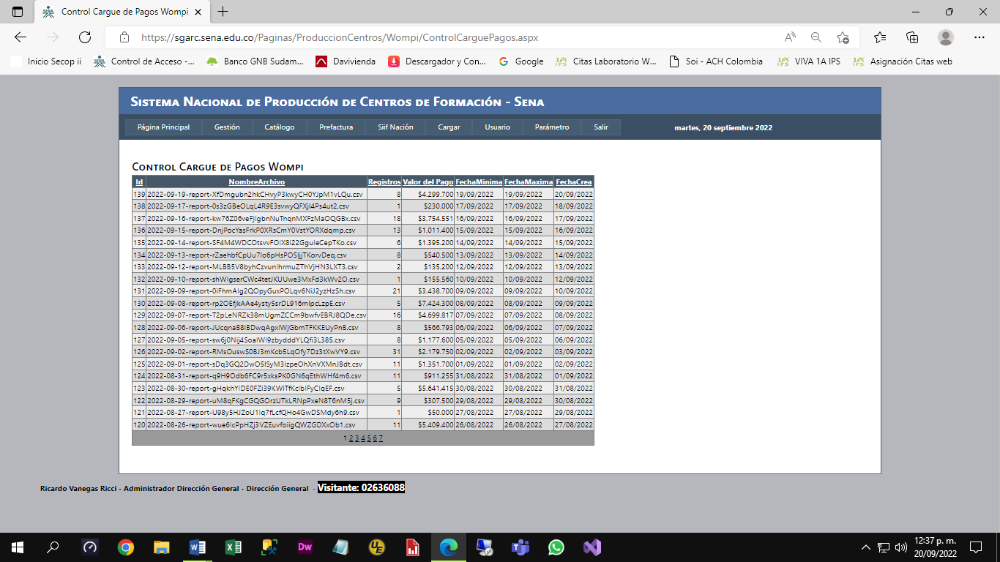 Control Cargue de Pagos Wompi
https://sgarc.sena.edu.co/Paginas/ProduccionCentros/Wompi/ControlCarguePagos.aspx
Inicio Secop ii Control de Acceso -... Banco GNB Sudam... Davivienda Descargador y Con... Google Citas Laboratorio W... Soi - ACH Colombia VIVA 1A IPS Asignación Citas web
Sistema Nacional de Producción de Centros de Formación - Sena
Página Principal Gestión Catálogo Prefactura Siif Nación Cargar Usuario Parámetro Salir martes, 20 septiembre 2022
Control Cargue de Pagos Wompi
Id NombreArchivo Registros Valor del Pago FechaMinima FechaMaxima FechaCrea
139 2022-09-19-report-XfDmgubn2hkCHvyP3kwyCH0YJpM1vLQu.csv 8 $4.299.700 19/09/2022 19/09/2022 20/09/2022
138 2022-09-17-report-0s3zGBeOLqL4R9E3svwyQFXjI4Ps4ut2.csv 1 $230.000 17/09/2022 17/09/2022 18/09/2022
137 2022-09-16-report-kw76Z06veFjIgbnNuTnqnMXFzMaOQGBx.csv 18 $3.754.551 16/09/2022 16/09/2022 17/09/2022
136 2022-09-15-report-DnjPocYasFrkP0XRsCmY0VstYORXdqmp.csv 13 $1.011.400 15/09/2022 15/09/2022 16/09/2022
135 2022-09-14-report-SF4M4WDCOtsvvFOIX8i22GguIeCepTKo.csv 6 $1.395.200 14/09/2022 14/09/2022 15/09/2022
134 2022-09-13-report-rZaehbfCpUu7Io6pHsPOSljjTKorvDeq.csv 8 $540.500 13/09/2022 13/09/2022 14/09/2022
133 2022-09-12-report-MLBB5V8byhCzvunIhrmuZThVjHN3LXT3.csv 2 $135.200 12/09/2022 12/09/2022 13/09/2022
132 2022-09-10-report-shWIgserCWc4tetJKUUwe3MxFd3kWv2O.csv 1 $155.560 10/09/2022 10/09/2022 12/09/2022
131 2022-09-09-report-0iFhmAIg2QOpyGuxPOLqv6NiJ2yzHzSh.csv 21 $3.438.700 09/09/2022 09/09/2022 10/09/2022
130 2022-09-08-report-rp2OEfjkAAe4ysty5srDL916mIpcLzpE.csv 5 $7.424.300 08/09/2022 08/09/2022 09/09/2022
129 2022-09-07-report-T2pLeNRZk38mUgmZCCm9bwfvEBRJ8QDe.csv 16 $4.699.817 07/09/2022 07/09/2022 08/09/2022
128 2022-09-06-report-JUcqnaB8iBDwqAgxIWjGbmTFKKEUyPnB.csv 8 $566.793 06/09/2022 06/09/2022 07/09/2022
127 2022-09-05-report-sw6j0Nij4SoaIWI9zbydddYLQfi3L385.csv 8 $1.177.600 05/09/2022 05/09/2022 06/09/2022
126 2022-09-02-report-RMsOuswS0BJ3mKcb5LqOfy7Dz3tXwVY9.csv 31 $2.179.750 02/09/2022 02/09/2022 03/09/2022
125 2022-09-01-report-sDq3GQ2DwO5ISyM3izpeOhXnVXMnJBdt.csv 11 $1.351.700 01/09/2022 01/09/2022 02/09/2022
124 2022-08-31-report-q9H9Odb6FC9r5xksPK0GN6qEthWHf4m6.csv 11 $911.255 31/08/2022 31/08/2022 01/09/2022
123 2022-08-30-report-gHqkhYIDE0FZi39KWiTfKcIbIFyCIqEF.csv 5 $5.641.415 30/08/2022 30/08/2022 31/08/2022
122 2022-08-29-report-uM8qFKgCGQGOrzUTkLRNpPxeN8T6nM5j.csv 9 $307.500 29/08/2022 29/08/2022 30/08/2022
121 2022-08-27-report-U98y5HJZoU1Iq7fLcfQHo4GwDSMdy6h9.csv 1 $50.000 27/08/2022 27/08/2022 29/08/2022
120 2022-08-26-report-wue6IcPpHZj3VZEuvfoiigQWZGDXxOb1.csv 11 $5.409.400 26/08/2022 26/08/2022 27/08/2022
1 2 3 4 5 6 7
Ricardo Vanegas Ricci - Administrador Dirección General - Dirección General - Visitante: 02636088
12:37 p. m.
20/09/2022